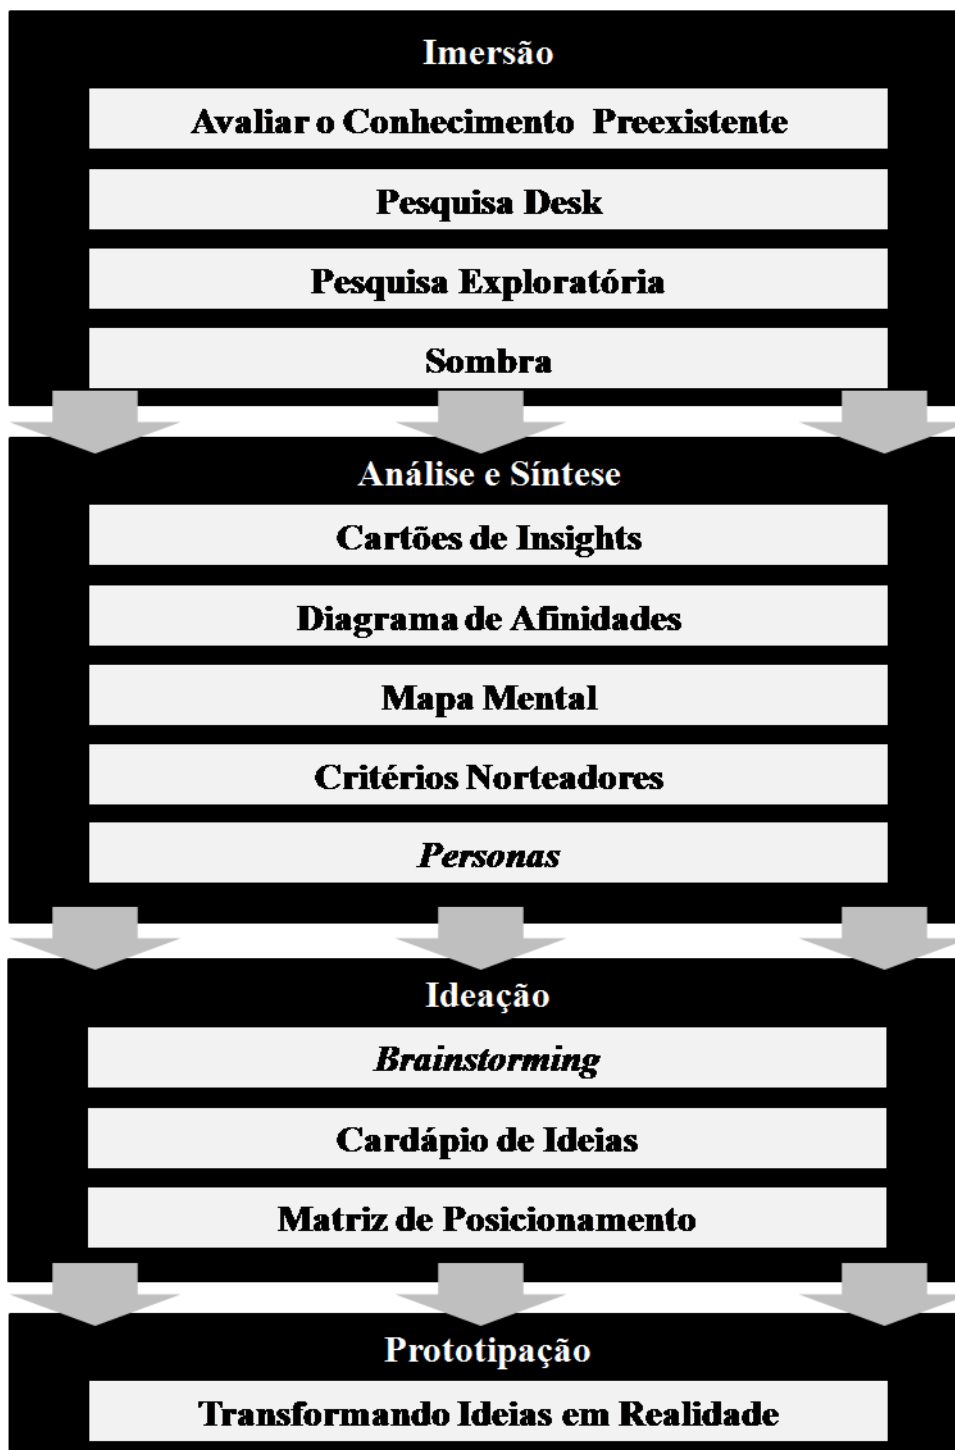 Imersão
Avaliar o Conhecimento Preexistente
Pesquisa Desk
Pesquisa Exploratória
Sombra
Análise e Síntese
Cartões de Insights
Diagrama de Afinidades
Mapa Mental
Critérios Norteadores
Personas
Ideação
Brainstorming
Cardápio de Ideias
Matriz de Posicionamento
Prototipação
Transformando Ideias em Realidade